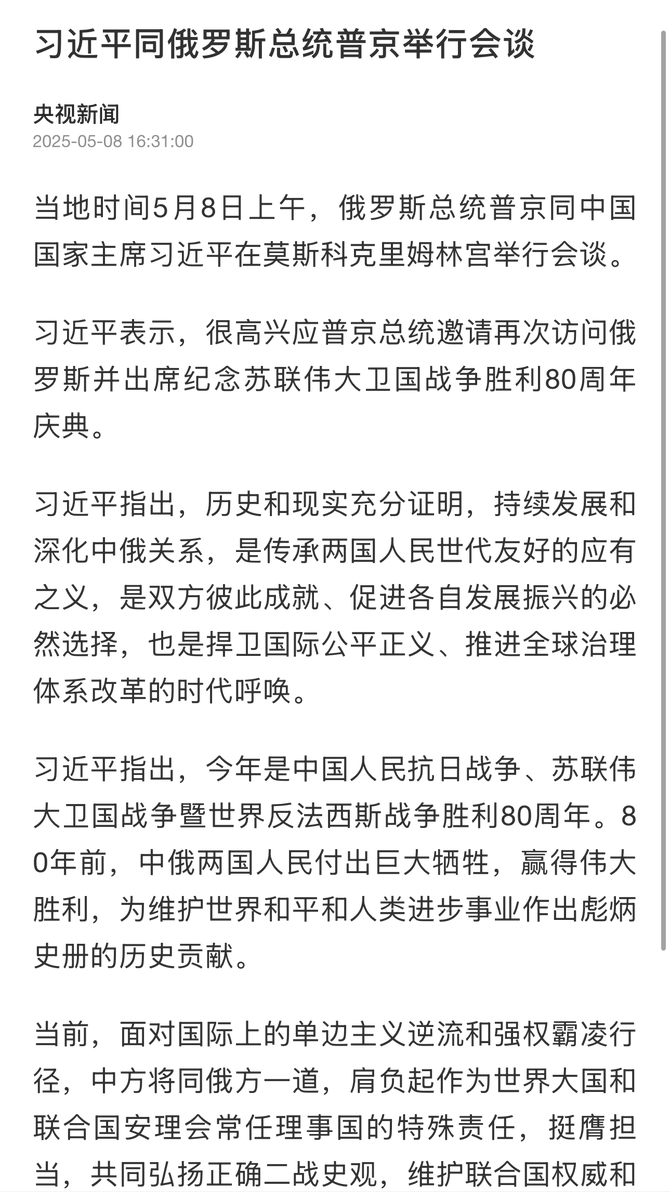 习近平同俄罗斯总统普京举行会谈
央视新闻
2025-05-08 16:31:00
当地时间5月8日上午，俄罗斯总统普京同中国
国家主席习近平在莫斯科克里姆林宫举行会谈。
习近平表示，很高兴应普京总统邀请再次访问俄
罗斯并出席纪念苏联伟大卫国战争胜利80周年
庆典。
习近平指出，历史和现实充分证明，持续发展和
深化中俄关系，是传承两国人民世代友好的应有
之义，是双方彼此成就、促进各自发展振兴的必
然选择，也是捍卫国际公平正义、推进全球治理
体系改革的时代呼唤。
习近平指出，今年是中国人民抗日战争、苏联伟
大卫国战争暨世界反法西斯战争胜利80周年。8
0年前，中俄两国人民付出巨大牺牲，赢得伟大
胜利，为维护世界和平和人类进步事业作出彪炳
史册的历史贡献。
当前，面对国际上的单边主义逆流和强权霸凌行
径，中方将同俄方一道，肩负起作为世界大国和
联合国安理会常任理事国的特殊责任，挺膺担
当，共同弘扬正确二战史观，维护联合国权威和